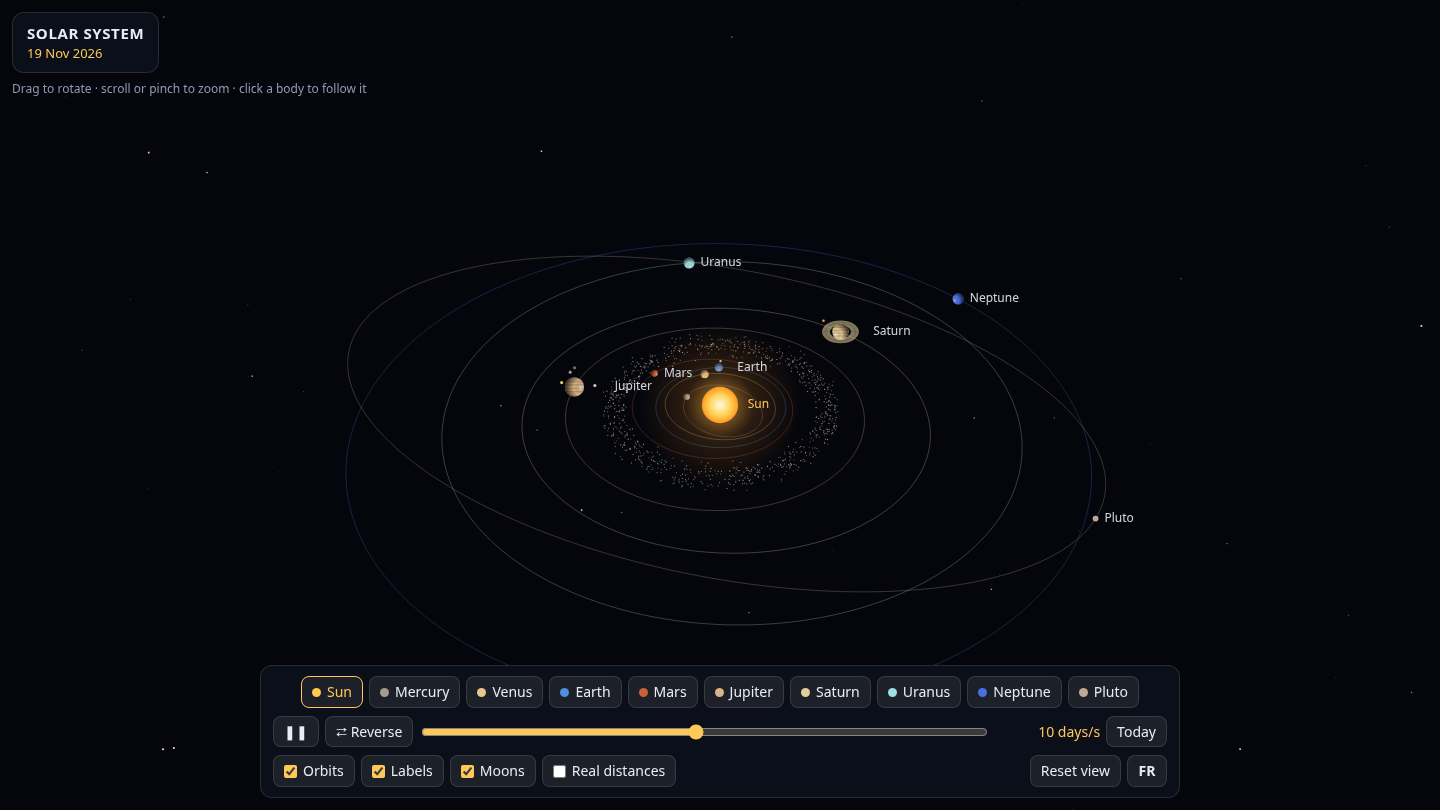 SOLAR SYSTEM
19 Nov 2026
Drag to rotate · scroll or pinch to zoom · click a body to follow it
Uranus
Neptune
Saturn
Earth
Mars
Jupiter
Sun
Pluto
Sun Mercury Venus Earth Mars Jupiter Saturn Uranus Neptune Pluto
❚❚ ⇄ Reverse 10 days/s Today
Orbits Labels Moons Real distances Reset view FR